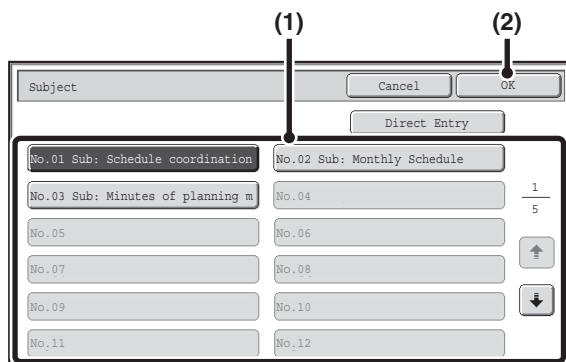 (1) (2)
Subject Cancel OK
Direct Entry
No.01 Sub: Schedule coordination No.02 Sub: Monthly Schedule
No.03 Sub: Minutes of planning m No.04
1
5
No.05 No.06
No.07 No.08
No.09 No.10
No.11 No.12